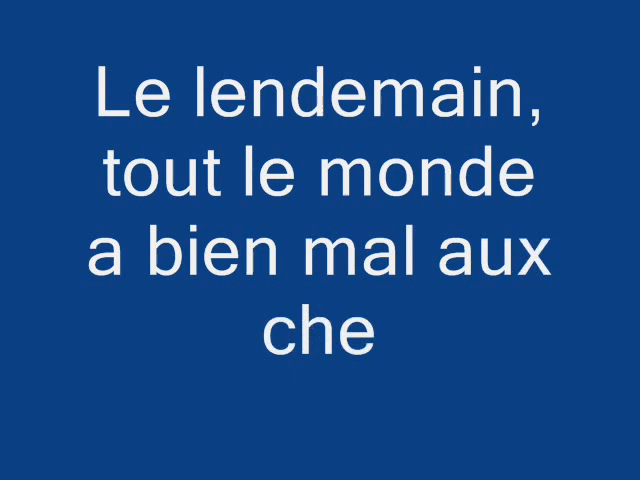 Le lendemain,
tout le monde
a bien mal aux
che